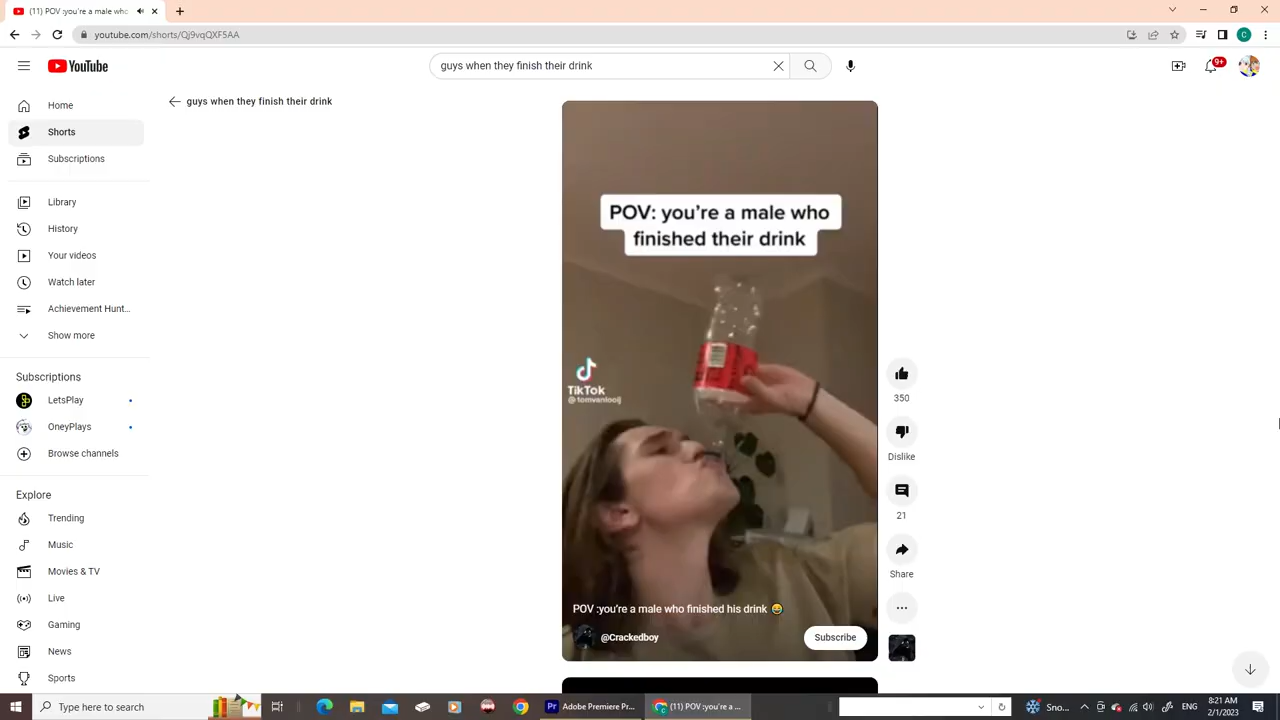 (11) POV :you're a male who
youtube.com/shorts/Qj9vqQXF5AA
YouTube
guys when they finish their drink
9+
C
Home
Shorts
Subscriptions
Library
History
Your videos
Watch later
Achievement Hunt...
Show more
Subscriptions
LetsPlay
OneyPlays
Browse channels
Explore
Trending
Music
Movies & TV
Live
Gaming
News
Sports
guys when they finish their drink
POV: you're a male who
finished their drink
TikTok
@tomvanlooij
POV :you're a male who finished his drink 😂
@Crackedboy
Subscribe
350
Dislike
21
Share
Type here to search
Pr
Adobe Premiere Pr...
(11) POV :you're a ...
Sno...
ENG
8:21 AM
2/1/2023